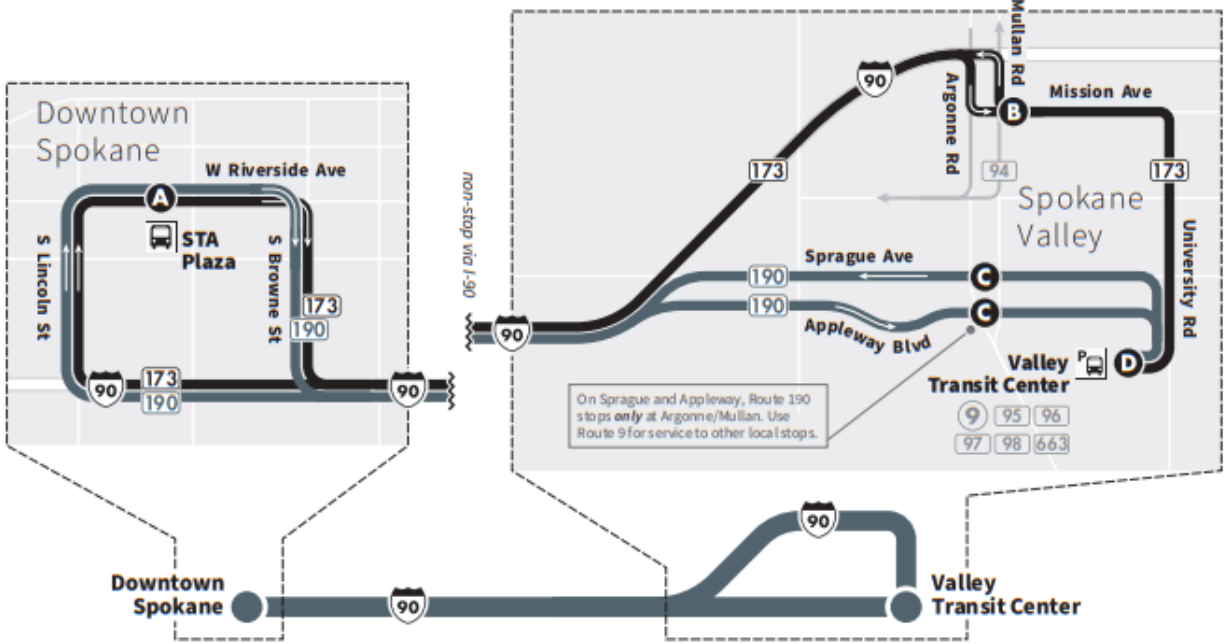 Downtown
Spokane
W Riverside Ave
A
STA
Plaza
S Lincoln St
S Browne St
173
190
90
173
190
90
non-stop via I-90
90
90
173
Argonne Rd
Mullan Rd
B
Mission Ave
94
173
Spokane
Valley
University Rd
190
Sprague Ave
C
190
Appleway Blvd
C
Valley
Transit Center
P
D
9 95 96
97 98 663
On Sprague and Appleway, Route 190
stops only at Argonne/Mullan. Use
Route 9 for service to other local stops.
90
Downtown
Spokane
90
Valley
Transit Center